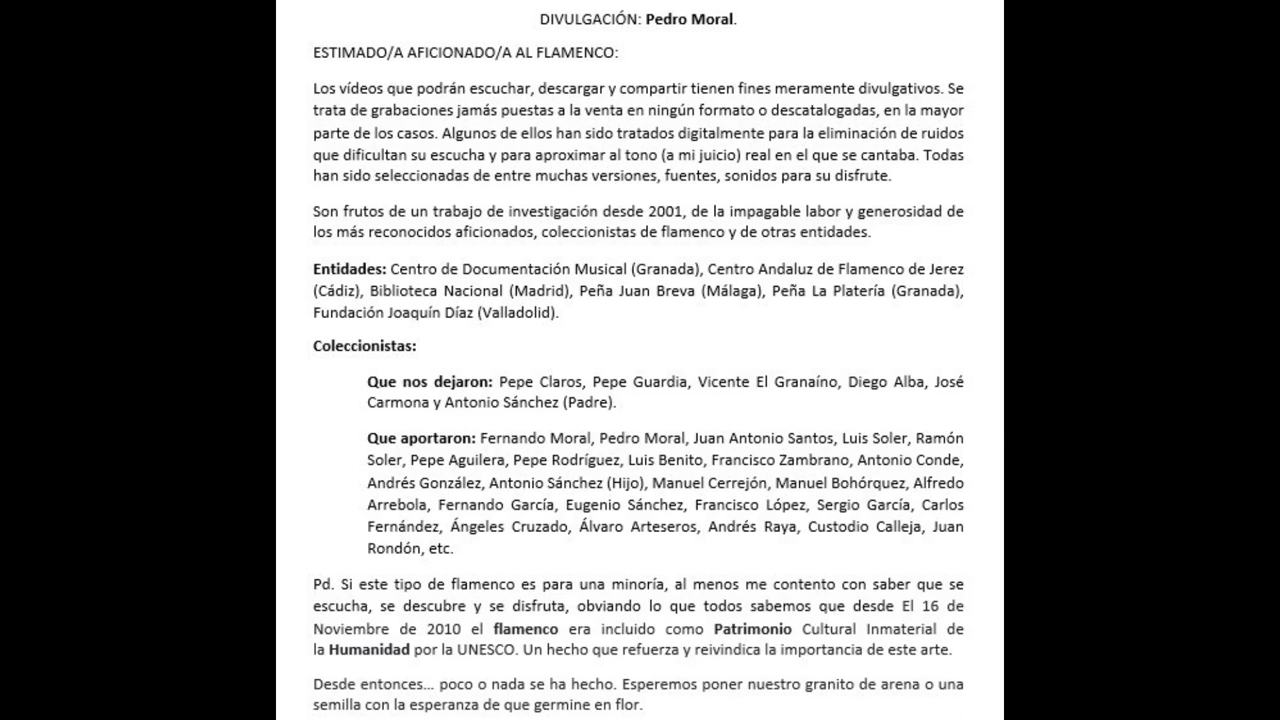 DIVULGACIÓN: Pedro Moral.
ESTIMADO/A AFICIONADO/A AL FLAMENCO:
Los vídeos que podrán escuchar, descargar y compartir tienen fines meramente divulgativos. Se
trata de grabaciones jamás puestas a la venta en ningún formato o descatalogadas, en la mayor
parte de los casos. Algunos de ellos han sido tratados digitalmente para la eliminación de ruidos
que dificultan su escucha y para aproximar al tono (a mi juicio) real en el que se cantaba. Todas
han sido seleccionadas de entre muchas versiones, fuentes, sonidos para su disfrute.
Son frutos de un trabajo de investigación desde 2001, de la impagable labor y generosidad de
los más reconocidos aficionados, coleccionistas de flamenco y de otras entidades.
Entidades: Centro de Documentación Musical (Granada), Centro Andaluz de Flamenco de Jerez
(Cádiz), Biblioteca Nacional (Madrid), Peña Juan Breva (Málaga), Peña La Platería (Granada),
Fundación Joaquín Díaz (Valladolid).
Coleccionistas:
Que nos dejaron: Pepe Claros, Pepe Guardia, Vicente El Granaíno, Diego Alba, José
Carmona y Antonio Sánchez (Padre).
Que aportaron: Fernando Moral, Pedro Moral, Juan Antonio Santos, Luis Soler, Ramón
Soler, Pepe Aguilera, Pepe Rodríguez, Luis Benito, Francisco Zambrano, Antonio Conde,
Andrés González, Antonio Sánchez (Hijo), Manuel Cerrejón, Manuel Bohórquez, Alfredo
Arrebola, Fernando García, Eugenio Sánchez, Francisco López, Sergio García, Carlos
Fernández, Ángeles Cruzado, Álvaro Arteseros, Andrés Raya, Custodio Calleja, Juan
Rondón, etc.
Pd. Si este tipo de flamenco es para una minoría, al menos me contento con saber que se
escucha, se descubre y se disfruta, obviando lo que todos sabemos que desde El 16 de
Noviembre de 2010 el flamenco era incluido como Patrimonio Cultural Inmaterial de
la Humanidad por la UNESCO. Un hecho que refuerza y reivindica la importancia de este arte.
Desde entonces… poco o nada se ha hecho. Esperemos poner nuestro granito de arena o una
semilla con la esperanza de que germine en flor.